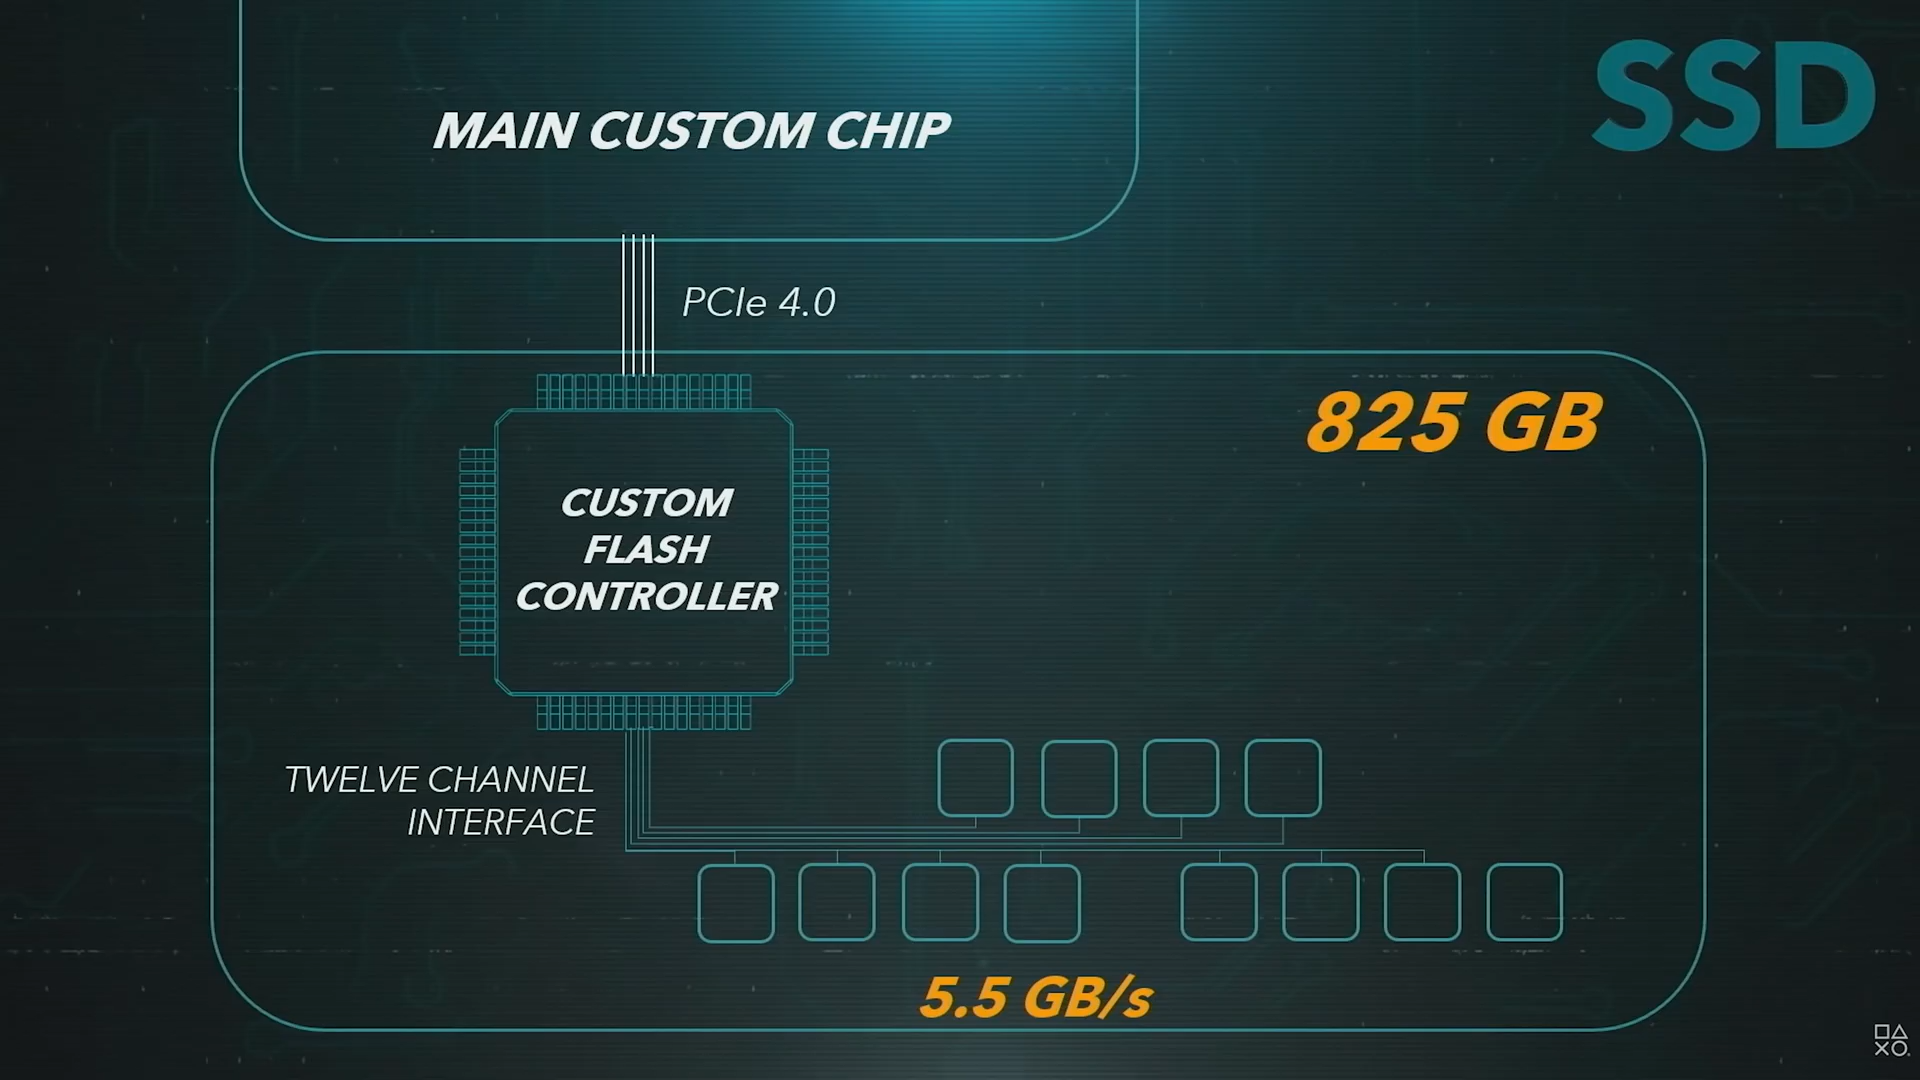 SSD
MAIN CUSTOM CHIP
PCIe 4.0
825 GB
CUSTOM
FLASH
CONTROLLER
TWELVE CHANNEL
INTERFACE
5.5 GB/s